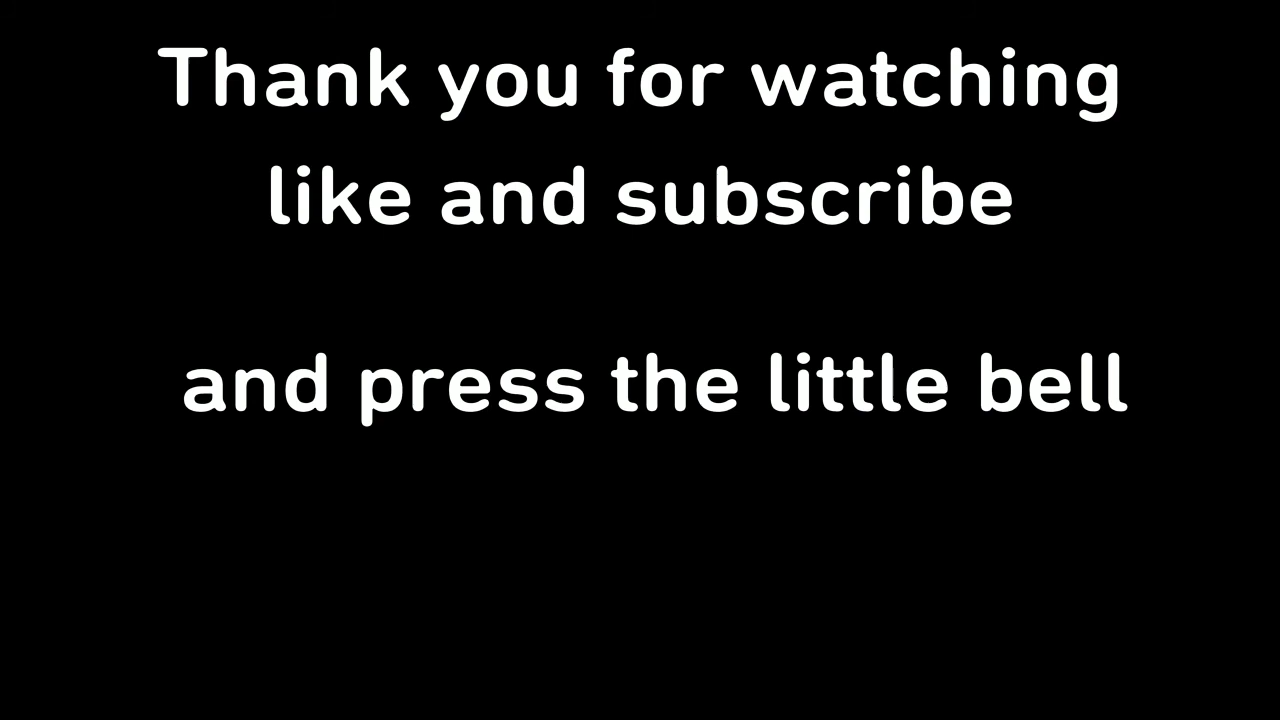 Thank you for watching
like and subscribe
and press the little bell